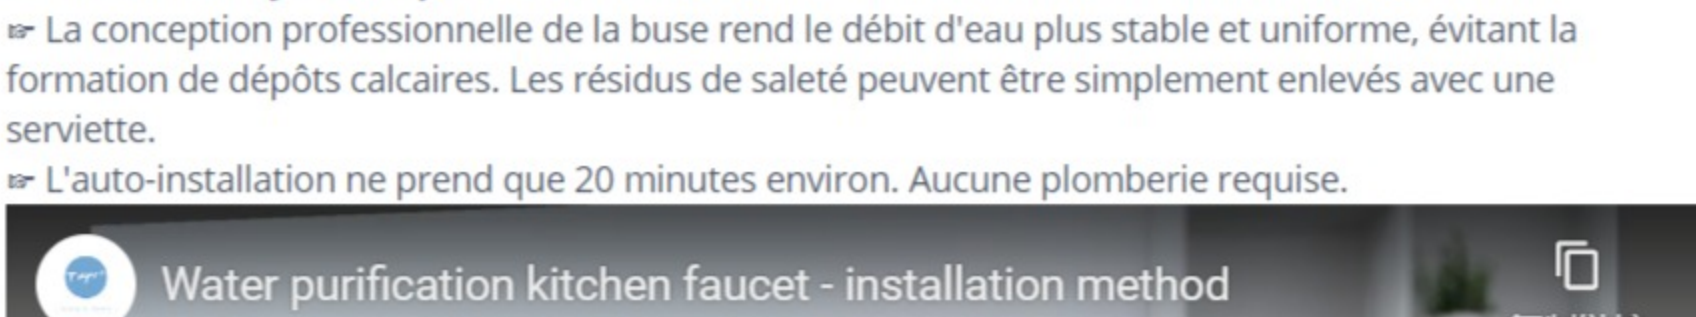 ☞ La conception professionnelle de la buse rend le débit d'eau plus stable et uniforme, évitant la
formation de dépôts calcaires. Les résidus de saleté peuvent être simplement enlevés avec une
serviette.
☞ L'auto-installation ne prend que 20 minutes environ. Aucune plomberie requise.
Water purification kitchen faucet - installation method